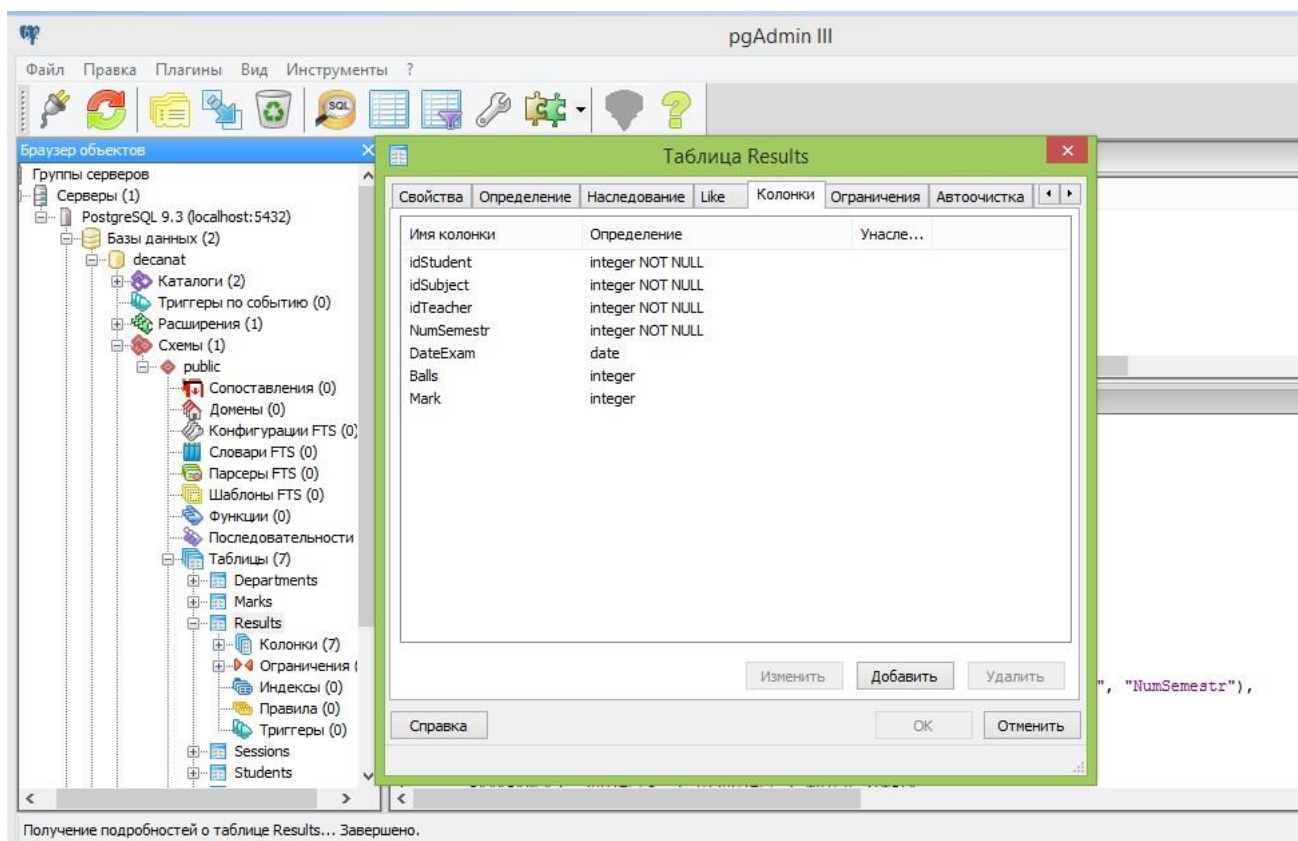 pgAdmin III
Файл Правка Плагины Вид Инструменты ?
SQL
Браузер объектов
Группы серверов
Серверы (1)
PostgreSQL 9.3 (localhost:5432)
Базы данных (2)
decanat
Каталоги (2)
Триггеры по событию (0)
Расширения (1)
Схемы (1)
public
Сопоставления (0)
Домены (0)
Конфигурации FTS (0)
Словари FTS (0)
Парсеры FTS (0)
Шаблоны FTS (0)
Функции (0)
Последовательности
Таблицы (7)
Departments
Marks
Results
Колонки (7)
Ограничения (
Индексы (0)
Правила (0)
Триггеры (0)
Sessions
Students
Таблица Results
Свойства Определение Наследование Like Колонки Ограничения Автоочистка
Имя колонки Определение Унасле...
idStudent integer NOT NULL
idSubject integer NOT NULL
idTeacher integer NOT NULL
NumSemestr integer NOT NULL
DateExam date
Balls integer
Mark integer
Изменить Добавить Удалить
Справка OK Отменить
", "NumSemestr"),
Получение подробностей о таблице Results... Завершено.